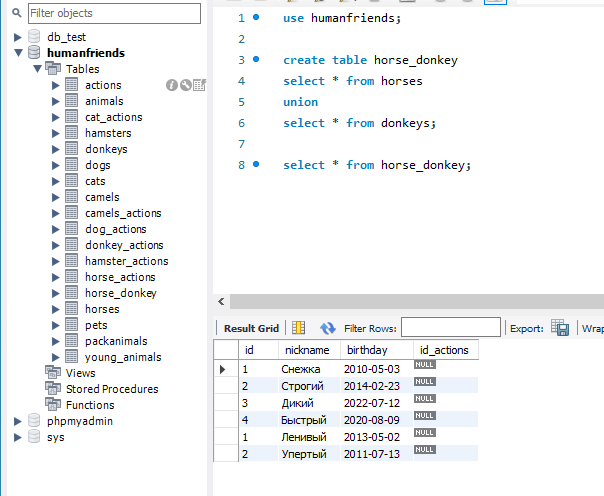 Filter objects
db_test
humanfriends
Tables
actions
animals
cat_actions
hamsters
donkeys
dogs
cats
camels
camels_actions
dog_actions
donkey_actions
hamster_actions
horse_actions
horse_donkey
horses
pets
packanimals
young_animals
Views
Stored Procedures
Functions
phpmyadmin
sys
1 use humanfriends;
2
3 create table horse_donkey
4 select * from horses
5 union
6 select * from donkeys;
7
8 select * from horse_donkey;
Result Grid Filter Rows: Export: Wrap
id nickname birthday id_actions
1 Снежка 2010-05-03 NULL
2 Строгий 2014-02-23 NULL
3 Дикий 2022-07-12 NULL
4 Быстрый 2020-08-09 NULL
1 Ленивый 2013-05-02 NULL
2 Упертый 2011-07-13 NULL